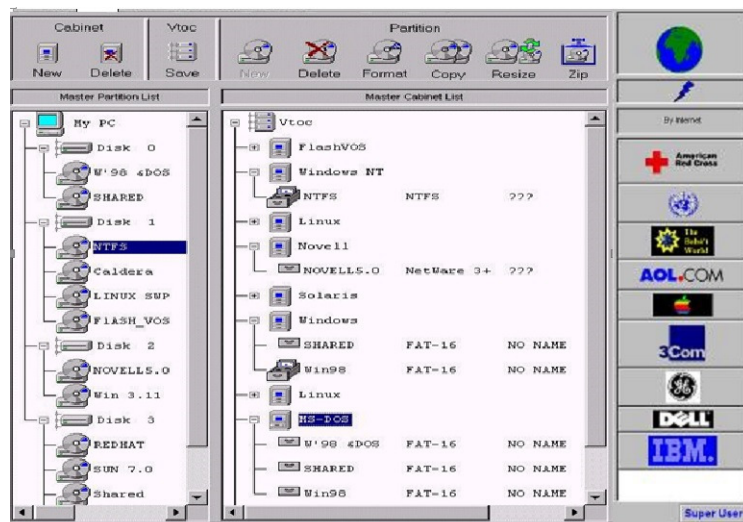 Cabinet
Vtoc
Partition
New
Delete
Save
New
Delete
Format
Copy
Resize
Zip
Master Partition List
Master Cabinet List
My PC
Disk 0
W'98 &DOS
SHARED
Disk 1
NTFS
Caldera
LINUX SWP
FLASH_VOS
Disk 2
NOVELL5.0
Win 3.11
Disk 3
REDHAT
SUN 7.0
Shared
Vtoc
FlashVOS
Windows NT
NTFS NTFS ???
Linux
Novell
NOVELL5.0 NetWare 3+ ???
Solaris
Windows
SHARED FAT-16 NO NAME
Win98 FAT-16 NO NAME
Linux
MS-DOS
W'98 &DOS FAT-16 NO NAME
SHARED FAT-16 NO NAME
Win98 FAT-16 NO NAME
By Internet
American
Red Cross
The
World
AOL.COM
3Com
GE
DELL
IBM.
Super User